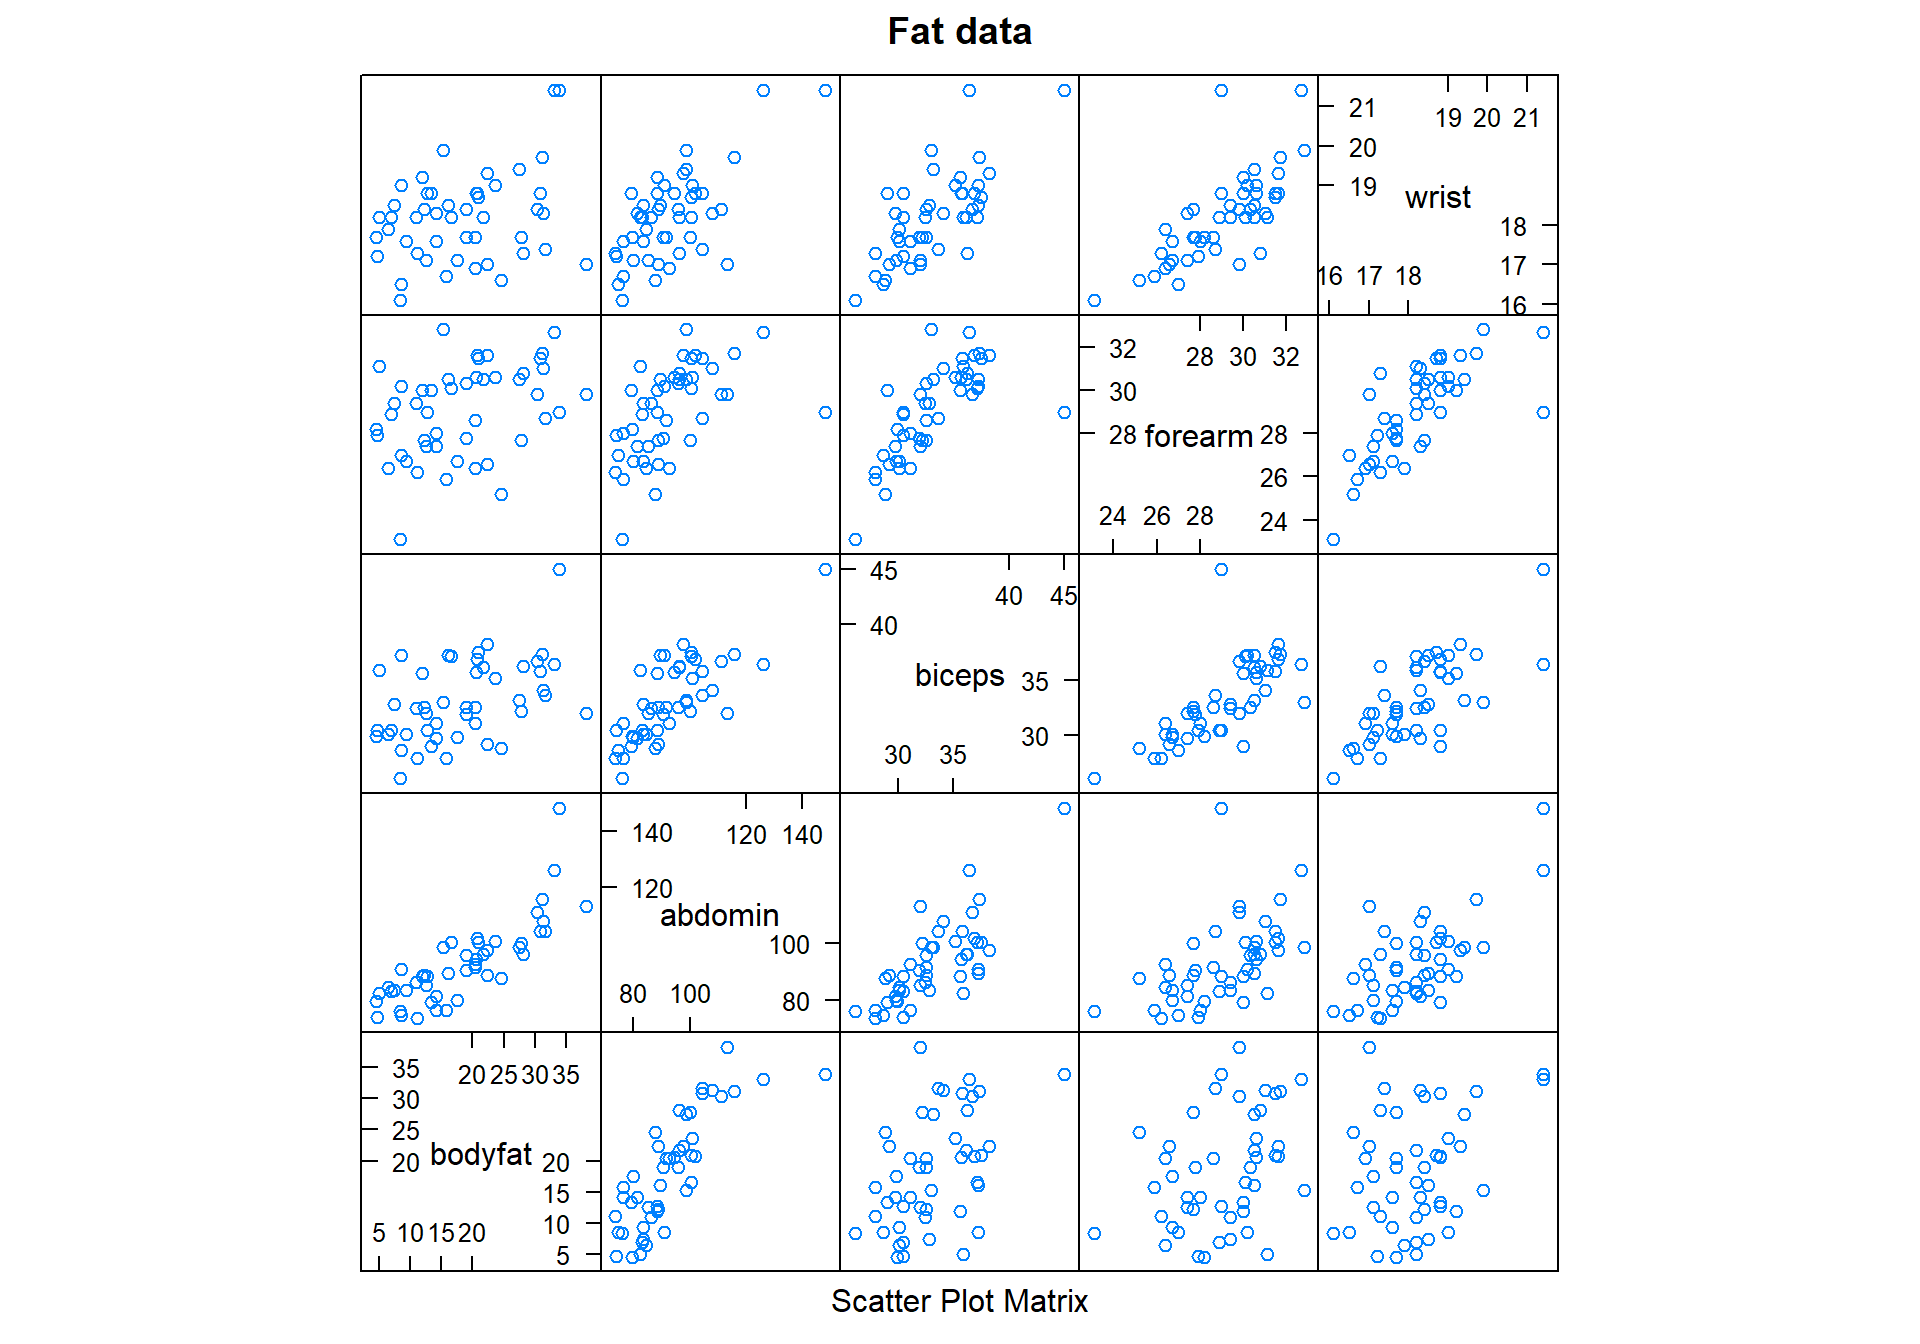 Fat data
21
19 20 21
20
19
wrist
18
17
16 17 18
16
32
28 30 32
30
28 forearm 28
26
24 26 28
24
45
40 45
40
biceps
35
30 35
30
140
120 140
120
abdomin
100
80 100
80
35
20 25 30 35
30
25
20 bodyfat 20
15
10
5 10 15 20
5
Scatter Plot Matrix